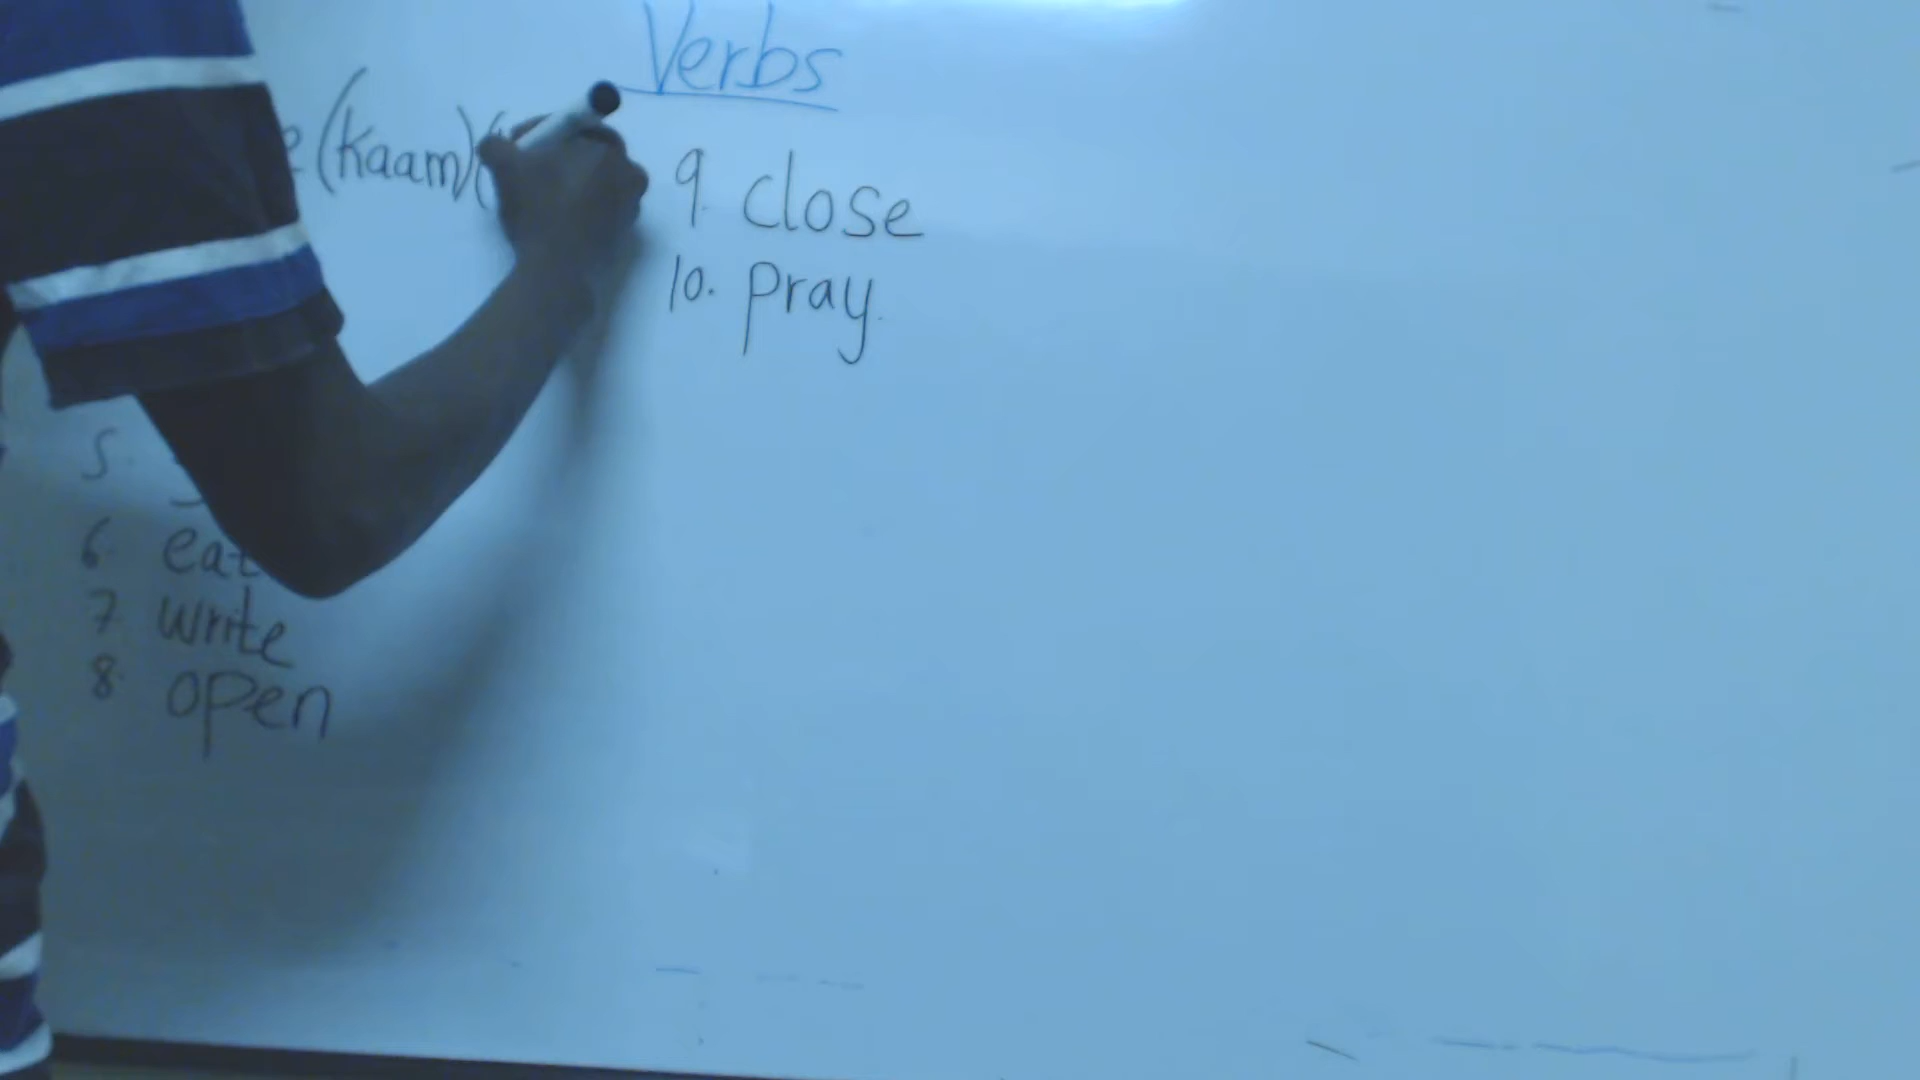 Verbs
(kaam)(
5.
6. eat
7. write
8. open
9. close
10. pray.